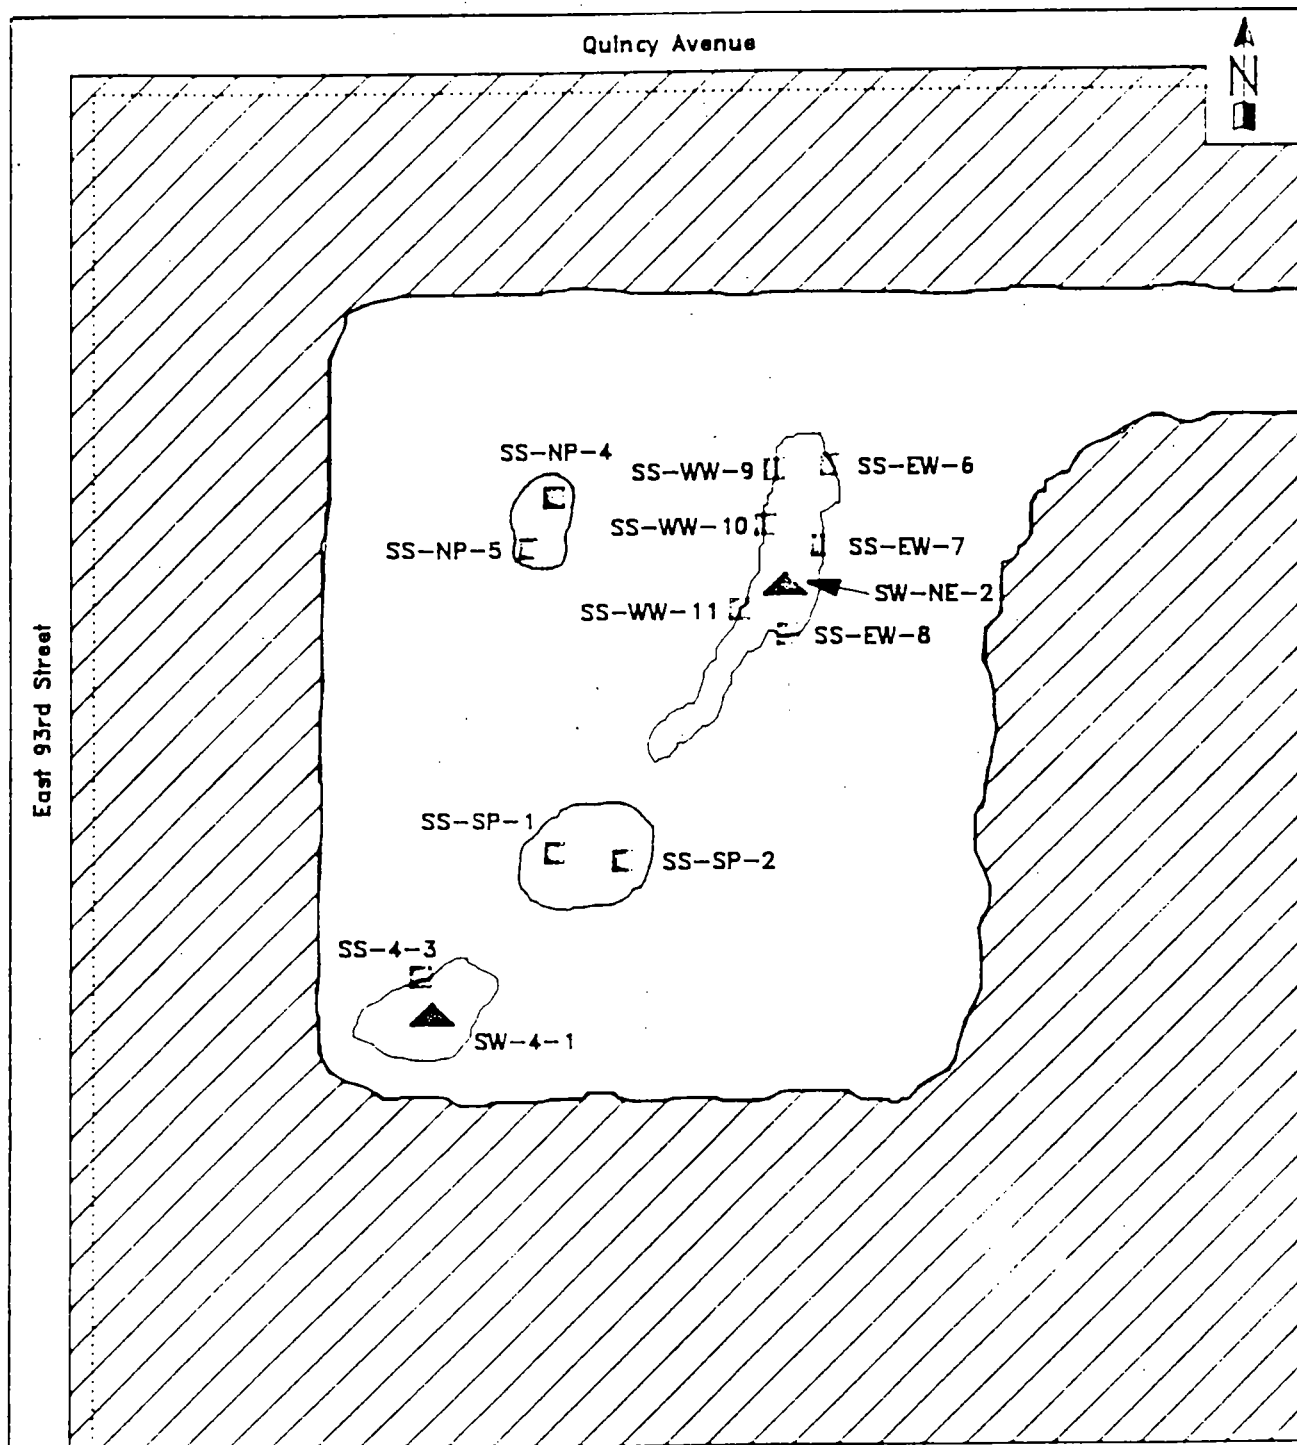 Quincy Avenue
N
SS-NP-4
SS-WW-9
SS-EW-6
SS-WW-10
SS-NP-5
SS-EW-7
SW-NE-2
SS-WW-11
SS-EW-8
East 93rd Street
SS-SP-1
SS-SP-2
SS-4-3
SW-4-1